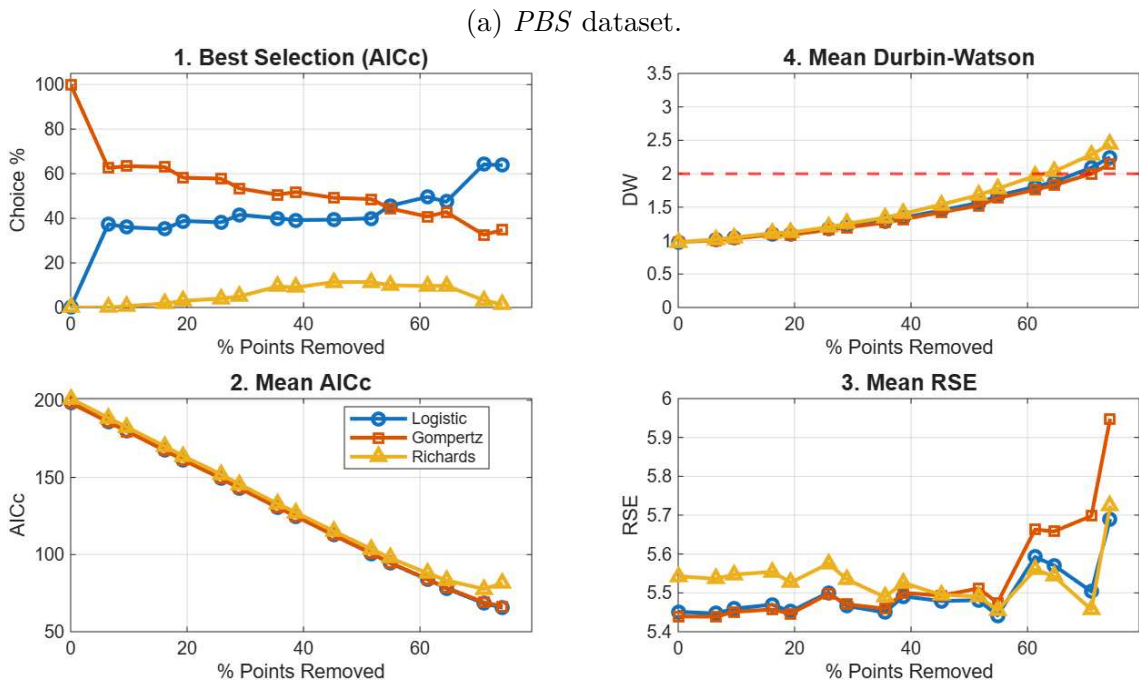 (a) PBS dataset.
1. Best Selection (AICc)
100
80
60
40
20
0
Choice %
0 20 40 60
% Points Removed
4. Mean Durbin-Watson
3.5
3
2.5
2
1.5
1
0.5
0
DW
0 20 40 60
% Points Removed
2. Mean AICc
200
150
100
50
AICc
Logistic
Gompertz
Richards
0 20 40 60
% Points Removed
3. Mean RSE
6
5.9
5.8
5.7
5.6
5.5
5.4
RSE
0 20 40 60
% Points Removed